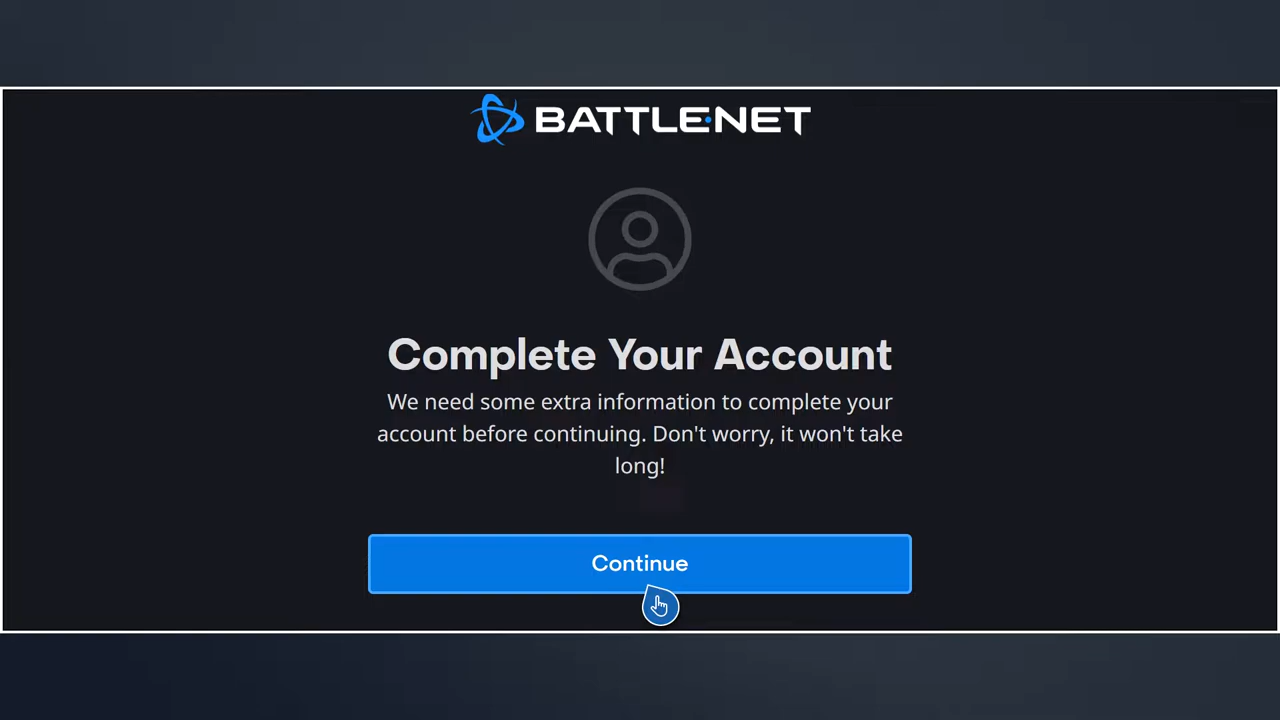 BATTLE.NET
Complete Your Account
We need some extra information to complete your
account before continuing. Don't worry, it won't take
long!
Continue